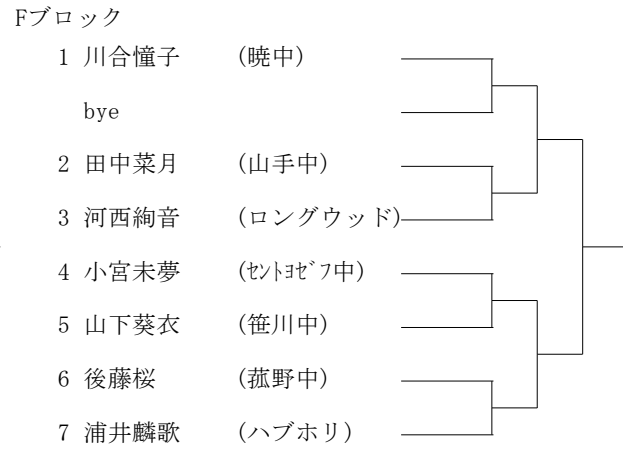 Fブロック
1 川合憧子 (暁中)
bye
2 田中菜月 (山手中)
3 河西絢音 (ロングウッド)
4 小宮未夢 (ｾﾝﾄﾖｾﾞﾌ中)
5 山下葵衣 (笹川中)
6 後藤桜 (菰野中)
7 浦井麟歌 (ハブホリ)